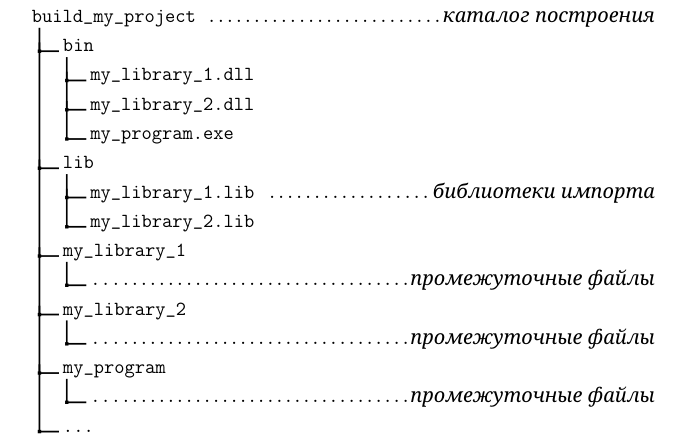 build_my_project ........................ каталог построения
bin
my_library_1.dll
my_library_2.dll
my_program.exe
lib
my_library_1.lib .................. библиотеки импорта
my_library_2.lib
my_library_1
................................. промежуточные файлы
my_library_2
................................. промежуточные файлы
my_program
................................. промежуточные файлы
...